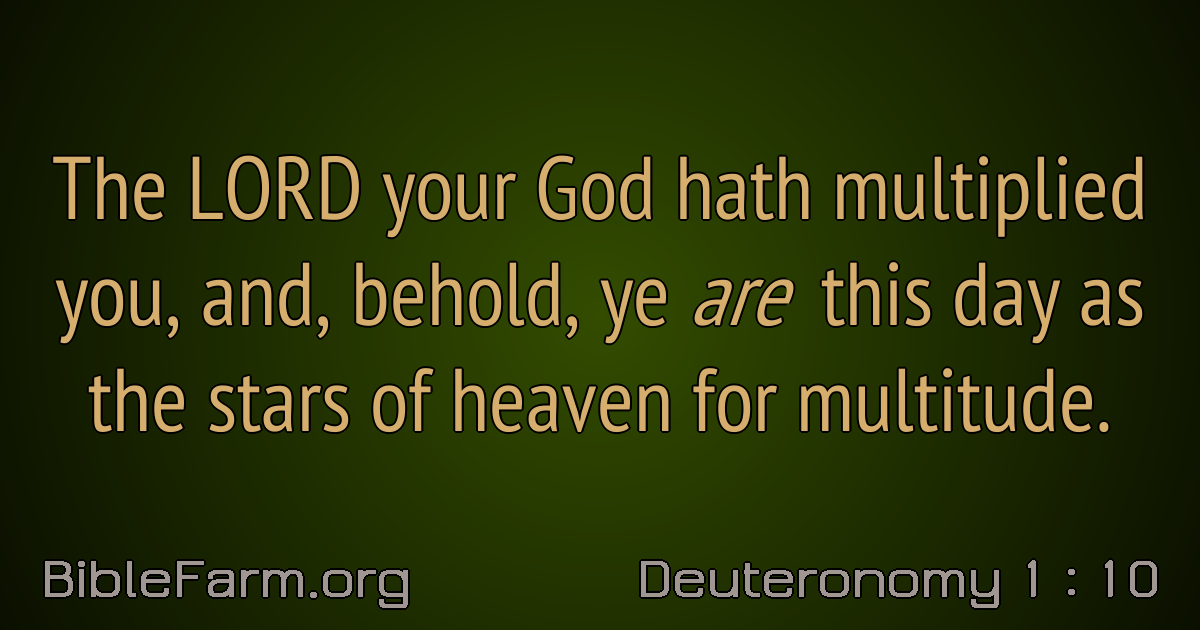 The LORD your God hath multiplied
you, and, behold, ye are this day as
the stars of heaven for multitude.
BibleFarm.org
Deuteronomy 1 : 10